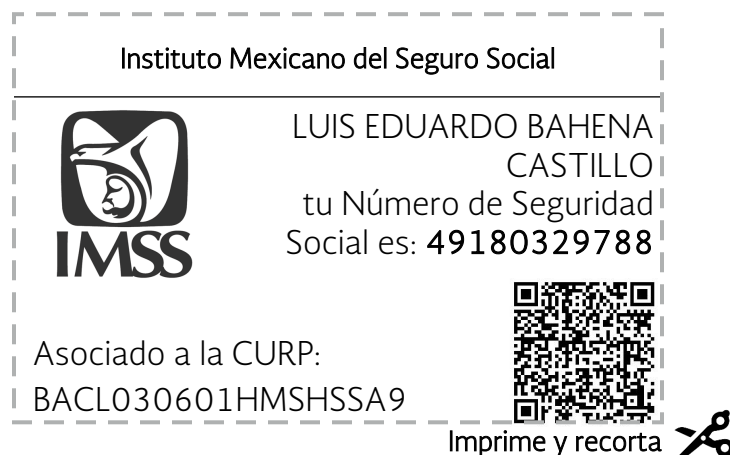 Instituto Mexicano del Seguro Social
LUIS EDUARDO BAHENA
CASTILLO
tu Número de Seguridad
Social es: 49180329788
IMSS
Asociado a la CURP:
BACL030601HMSHSSA9
Imprime y recorta